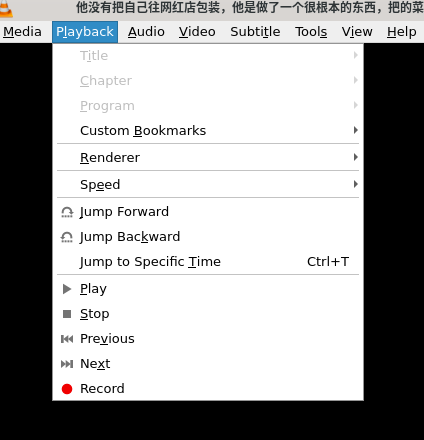 他没有把自己往网红店包装，他是做了一个很根本的东西，把的菜
Media Playback Audio Video Subtitle Tools View Help
Title
Chapter
Program
Custom Bookmarks
Renderer
Speed
Jump Forward
Jump Backward
Jump to Specific Time Ctrl+T
Play
Stop
Previous
Next
Record